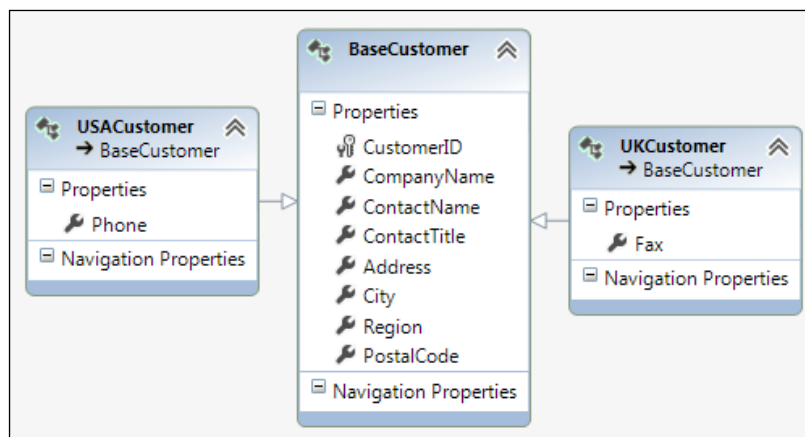 USACustomer
→ BaseCustomer
Properties
Phone
Navigation Properties
BaseCustomer
Properties
CustomerID
CompanyName
ContactName
ContactTitle
Address
City
Region
PostalCode
Navigation Properties
UKCustomer
→ BaseCustomer
Properties
Fax
Navigation Properties